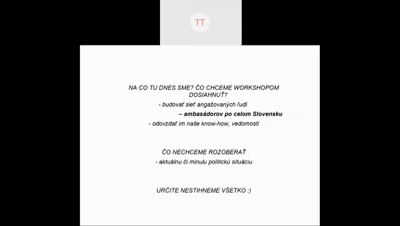 TT
NA ČO TU DNES SME? ČO CHCEME WORKSHOPOM
DOSIAHNUŤ?
- budovať sieť angažovaných ľudí
– ambasádorov po celom Slovensku
- odovzdať im naše know-how, vedomosti
ČO NECHCEME ROZOBERAŤ
- aktuálnu či minulú politickú situáciu
URČITE NESTIHNEME VŠETKO :)